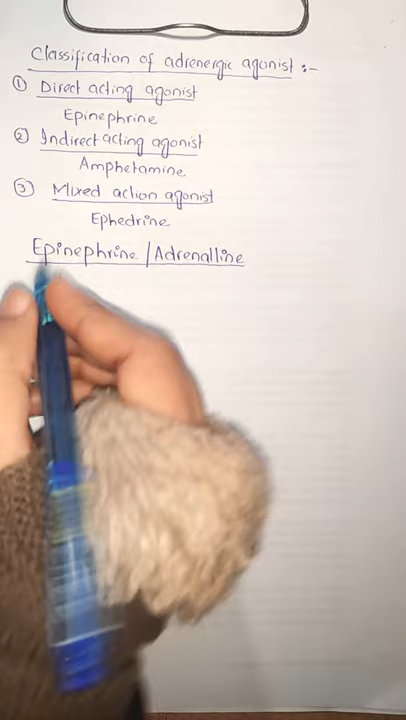 Classification of adrenergic agonist :-
① Direct acting agonist
Epinephrine
② Indirect acting agonist
Amphetamine
③ Mixed action agonist
Ephedrine
Epinephrine / Adrenalline